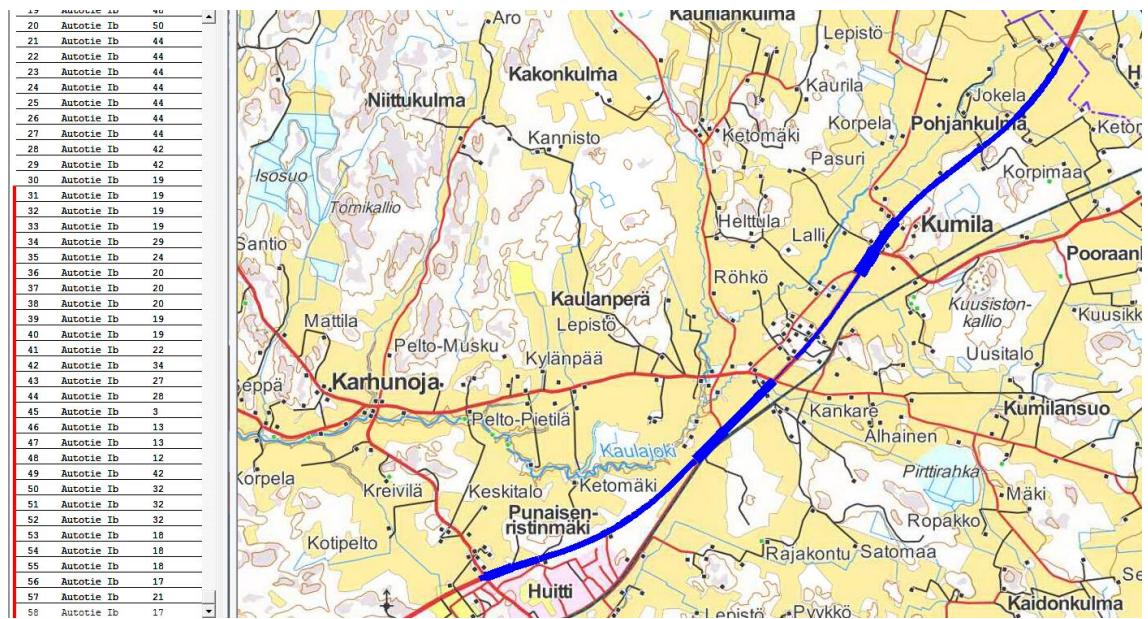 20 Autotie Ib 50
21 Autotie Ib 44
22 Autotie Ib 44
23 Autotie Ib 44
24 Autotie Ib 44
25 Autotie Ib 44
26 Autotie Ib 44
27 Autotie Ib 44
28 Autotie Ib 42
29 Autotie Ib 42
30 Autotie Ib 19
31 Autotie Ib 19
32 Autotie Ib 19
33 Autotie Ib 19
34 Autotie Ib 29
35 Autotie Ib 24
36 Autotie Ib 20
37 Autotie Ib 20
38 Autotie Ib 20
39 Autotie Ib 19
40 Autotie Ib 19
41 Autotie Ib 22
42 Autotie Ib 34
43 Autotie Ib 27
44 Autotie Ib 28
45 Autotie Ib 3
46 Autotie Ib 13
47 Autotie Ib 13
48 Autotie Ib 12
49 Autotie Ib 42
50 Autotie Ib 32
51 Autotie Ib 32
52 Autotie Ib 32
53 Autotie Ib 18
54 Autotie Ib 18
55 Autotie Ib 18
56 Autotie Ib 17
57 Autotie Ib 21
58 Autotie Ib 17
Aro
Kaurilankulma
Lepistö
Kakonkulma
Kaurila
Niittukulma
Jokela
Kannisto
Ketomäki
Korpela
Pohjankulma
Pasuri
Korpimaa
Isosuo
Tornikallio
Helttula
Lalli
Kumila
Santio
Röhkö
Kaulanperä
Kuusiston-
kallio
Mattila
Lepistö
Pelto-Musku
Kylänpää
Uusitalo
Karhunoja
Pelto-Pietilä
Kankare
Kumilansuo
Alhainen
Kaulajoki
Pirttirahka
Kreivilä
Keskitalo
Ketomäki
Mäki
Punaisen-
ristinmäki
Ropakko
Kotipelto
Rajakontu
Satomaa
Huitti
Kaidonkulma
Lepistö
Pyykkö